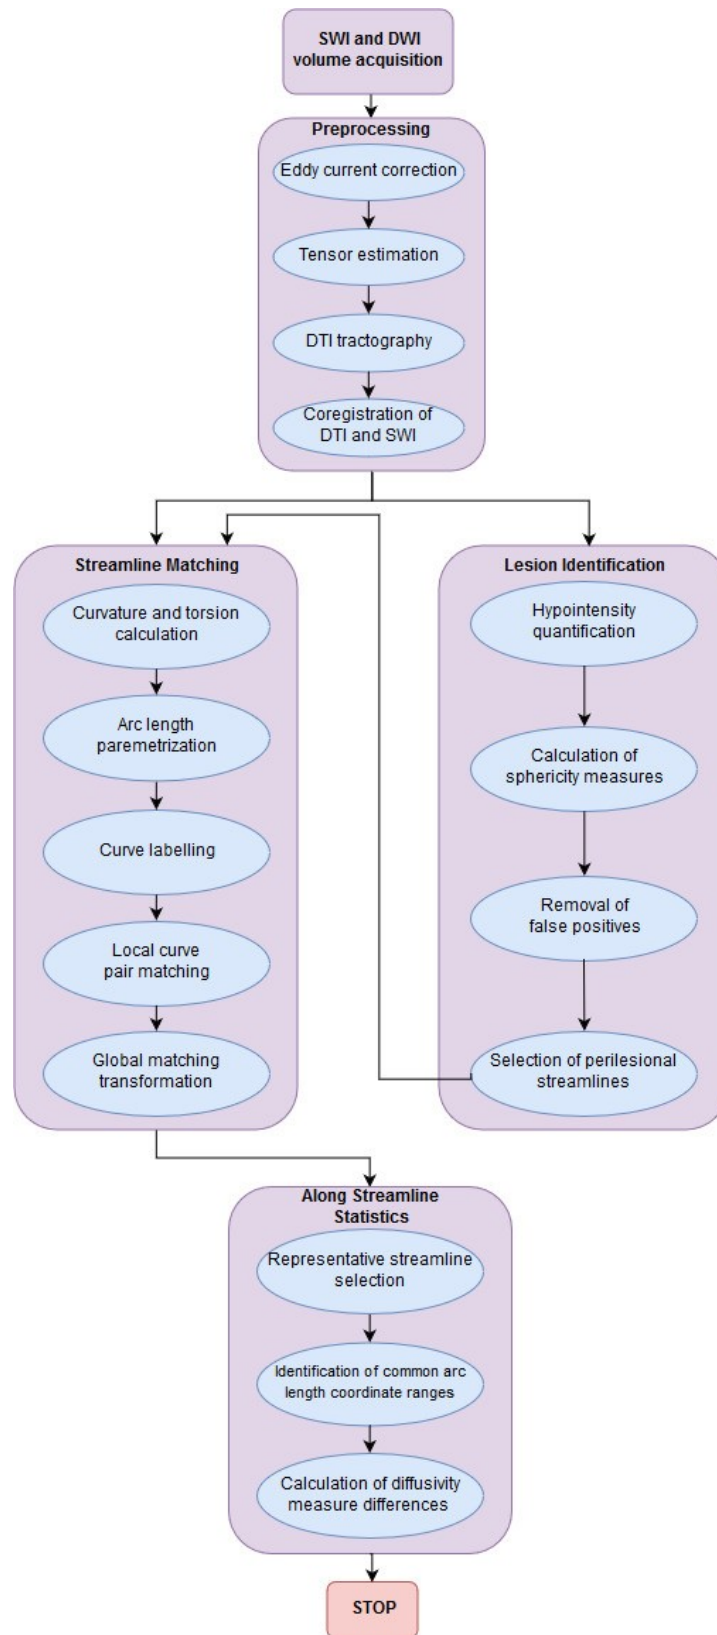 SWI and DWI
volume acquisition
Preprocessing
Eddy current correction
Tensor estimation
DTI tractography
Coregistration of
DTI and SWI
Streamline Matching
Curvature and torsion
calculation
Arc length
paremetrization
Curve labelling
Local curve
pair matching
Global matching
transformation
Lesion Identification
Hypointensity
quantification
Calculation of
sphericity measures
Removal of
false positives
Selection of perilesional
streamlines
Along Streamline
Statistics
Representative streamline
selection
Identification of common arc
length coordinate ranges
Calculation of diffusivity
measure differences
STOP